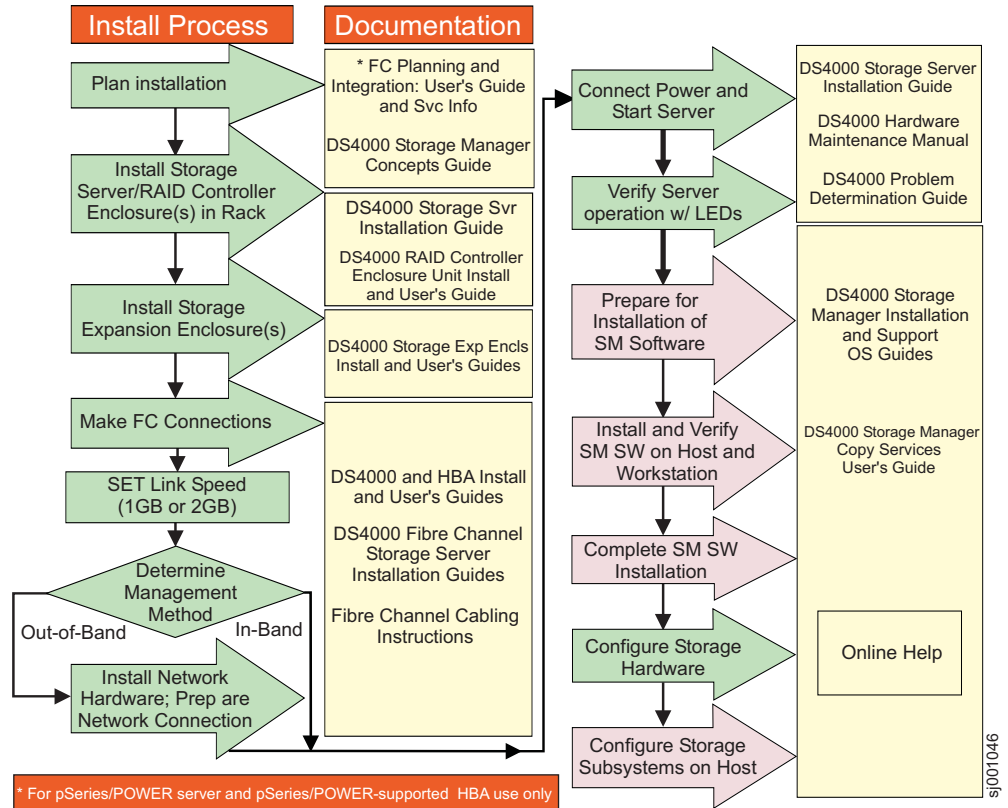 Install Process
Documentation
Plan installation
* FC Planning and
Integration: User's Guide
and Svc Info
DS4000 Storage Manager
Concepts Guide
Install Storage
Server/RAID Controller
Enclosure(s) in Rack
DS4000 Storage Svr
Installation Guide
DS4000 RAID Controller
Enclosure Unit Install
and User's Guide
Install Storage
Expansion Enclosure(s)
DS4000 Storage Exp Encls
Install and User's Guides
Make FC Connections
SET Link Speed
(1GB or 2GB)
Determine
Management
Method
Out-of-Band
In-Band
Install Network
Hardware; Prep are
Network Connection
DS4000 and HBA Install
and User's Guides
DS4000 Fibre Channel
Storage Server
Installation Guides
Fibre Channel Cabling
Instructions
Connect Power and
Start Server
DS4000 Storage Server
Installation Guide
DS4000 Hardware
Maintenance Manual
DS4000 Problem
Determination Guide
Verify Server
operation w/ LEDs
Prepare for
Installation of
SM Software
DS4000 Storage
Manager Installation
and Support
OS Guides
Install and Verify
SM SW on Host and
Workstation
DS4000 Storage Manager
Copy Services
User's Guide
Complete SM SW
Installation
Configure Storage
Hardware
Online Help
Configure Storage
Subsystems on Host
* For pSeries/POWER server and pSeries/POWER-supported HBA use only
sj001046